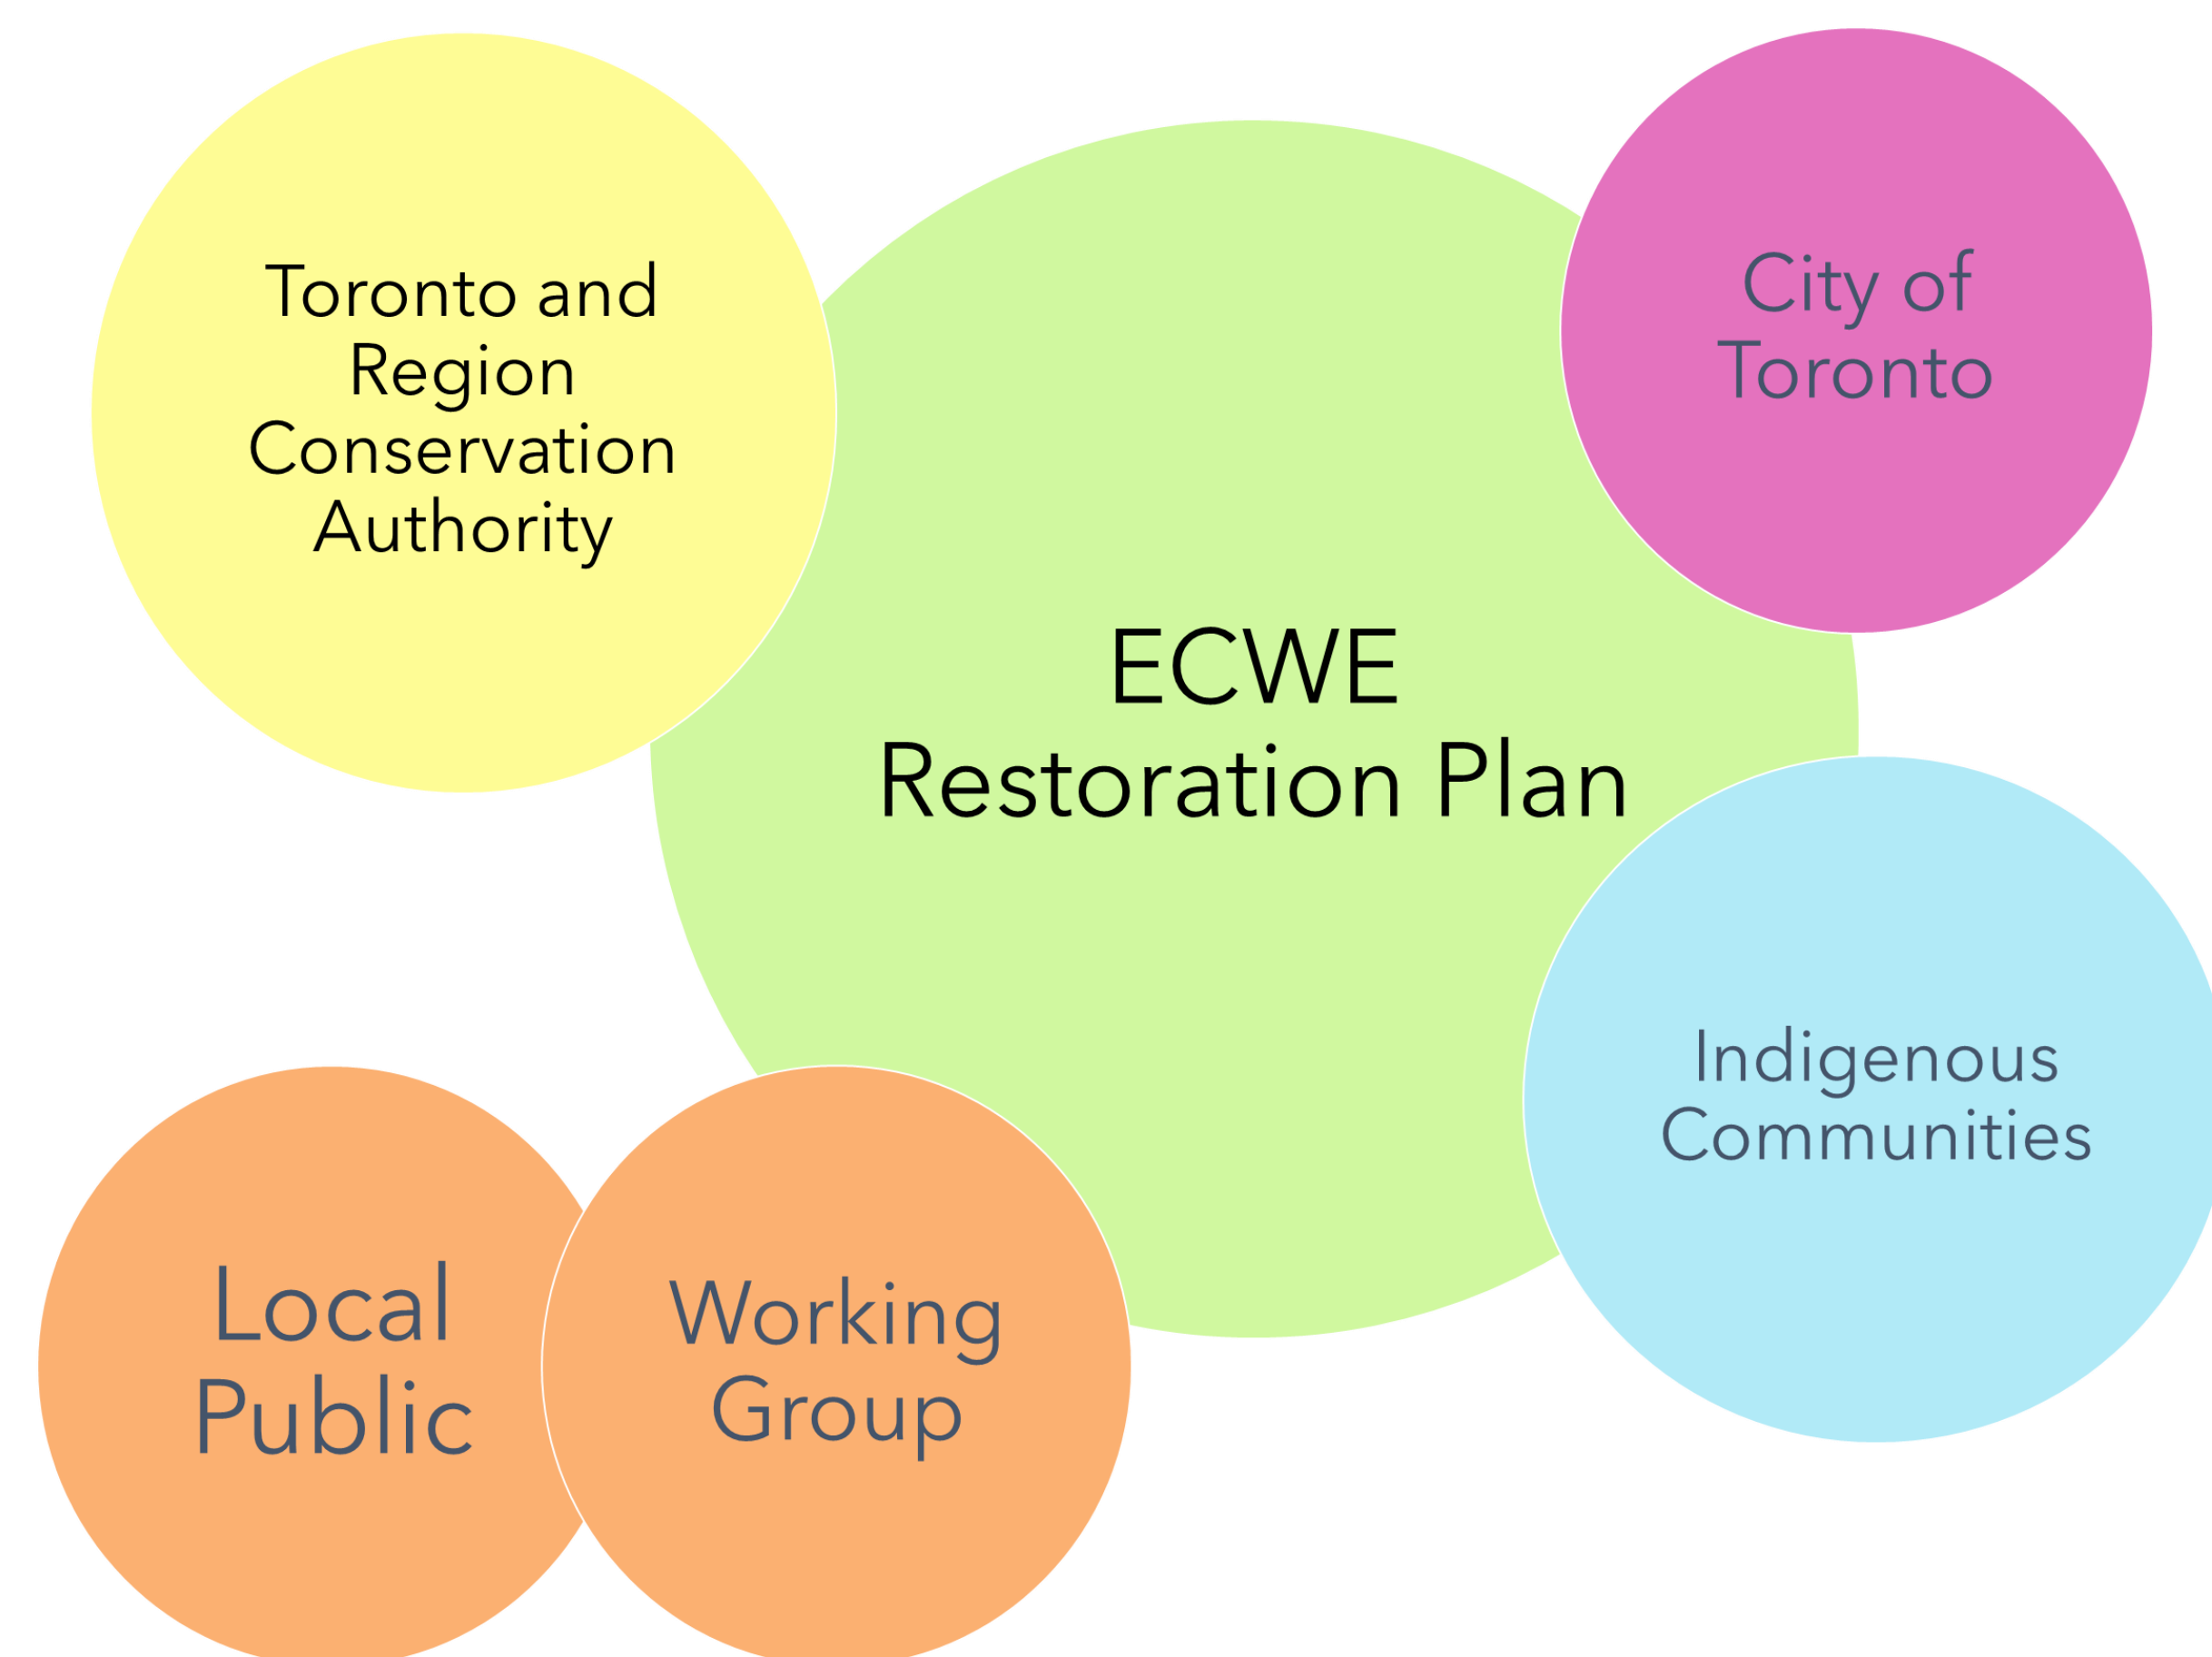 Toronto and
Region
Conservation
Authority
City of
Toronto
ECWE
Restoration Plan
Indigenous
Communities
Local
Public
Working
Group